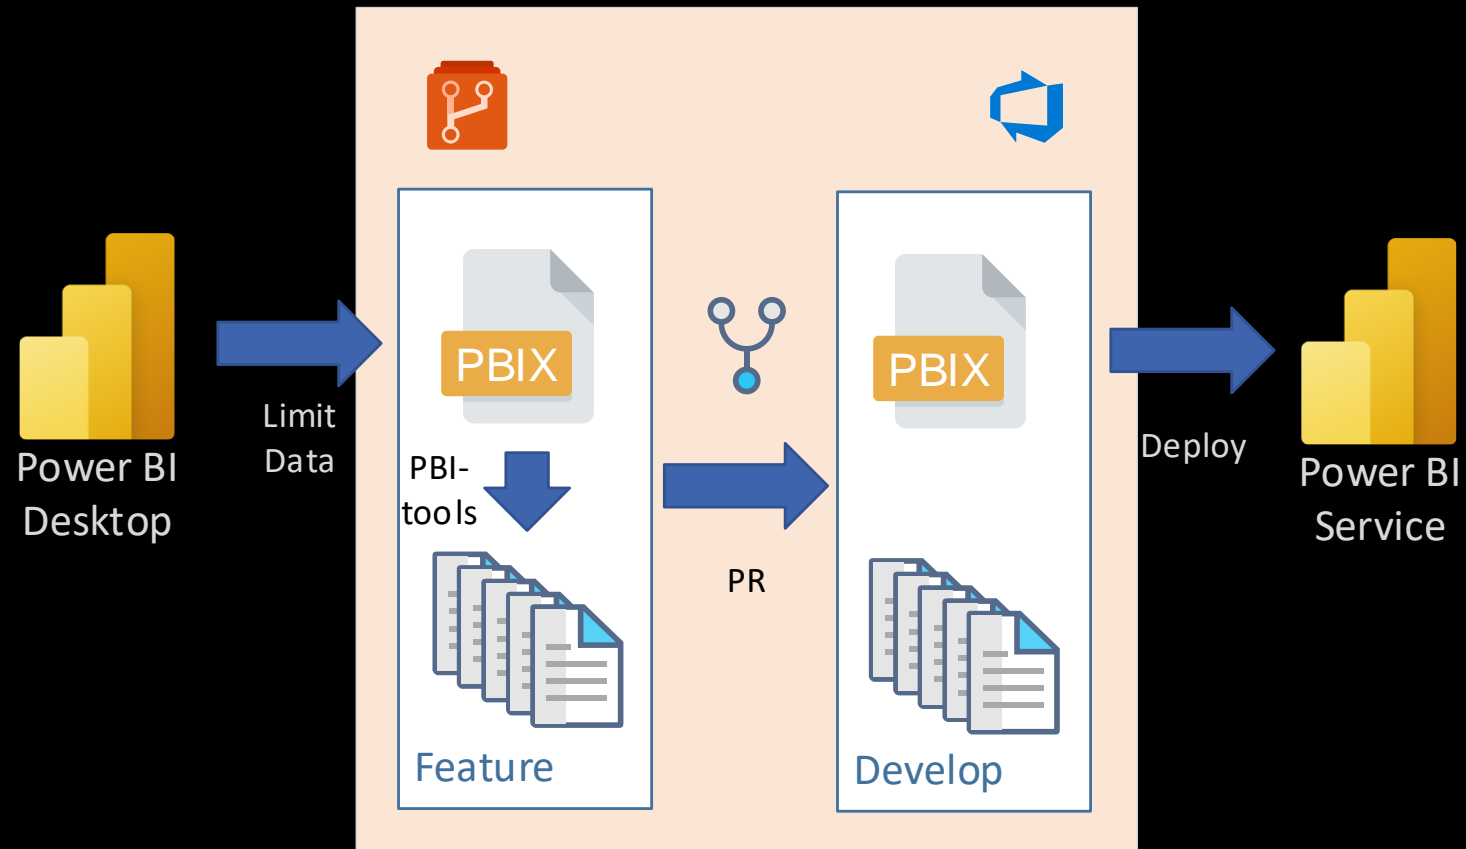 Power BI
Desktop
Limit
Data
PBIX
PBI-
tools
Feature
PR
PBIX
Develop
Deploy
Power BI
Service